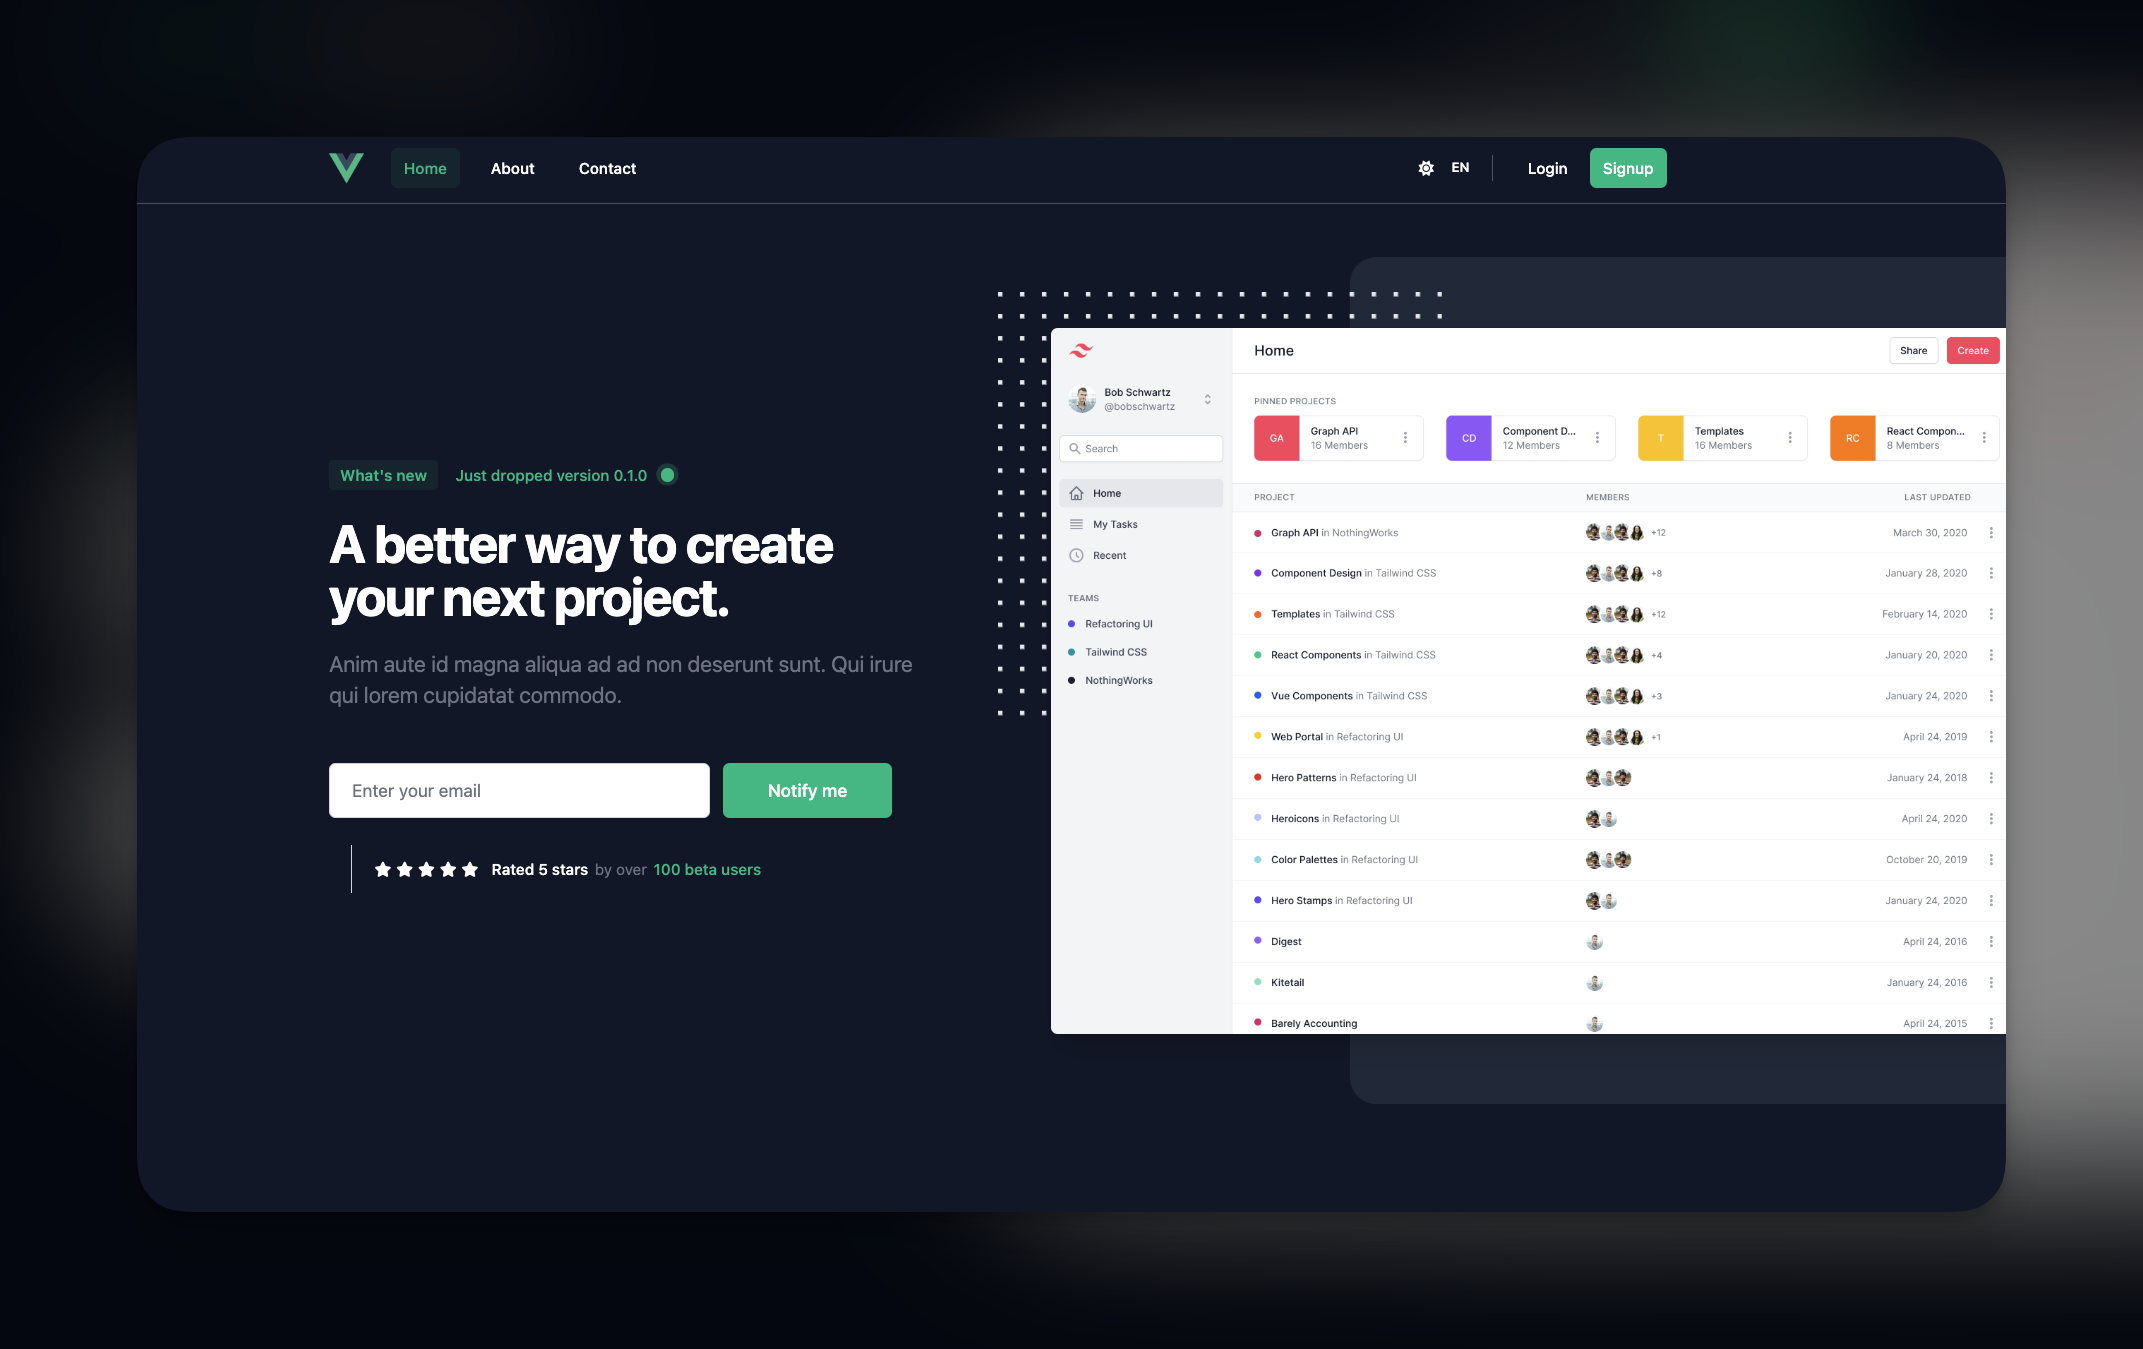 Home About Contact EN Login Signup
What's new Just dropped version 0.1.0
A better way to create
your next project.
Anim aute id magna aliqua ad ad non deserunt sunt. Qui irure
qui lorem cupidatat commodo.
Enter your email Notify me
Rated 5 stars by over 100 beta users
Bob Schwartz
@bobschwartz
Search
Home
My Tasks
Recent
TEAMS
Refactoring UI
Tailwind CSS
NothingWorks
Home Share Create
PINNED PROJECTS
GA Graph API 16 Members
CD Component D... 12 Members
T Templates 16 Members
RC React Compon... 8 Members
PROJECT MEMBERS LAST UPDATED
Graph API in NothingWorks +12 March 30, 2020
Component Design in Tailwind CSS +8 January 28, 2020
Templates in Tailwind CSS +12 February 14, 2020
React Components in Tailwind CSS +4 January 20, 2020
Vue Components in Tailwind CSS +3 January 24, 2020
Web Portal in Refactoring UI +1 April 24, 2019
Hero Patterns in Refactoring UI January 24, 2018
Heroicons in Refactoring UI April 24, 2020
Color Palettes in Refactoring UI October 20, 2019
Hero Stamps in Refactoring UI January 24, 2020
Digest April 24, 2016
Kitetail January 24, 2016
Barely Accounting April 24, 2015